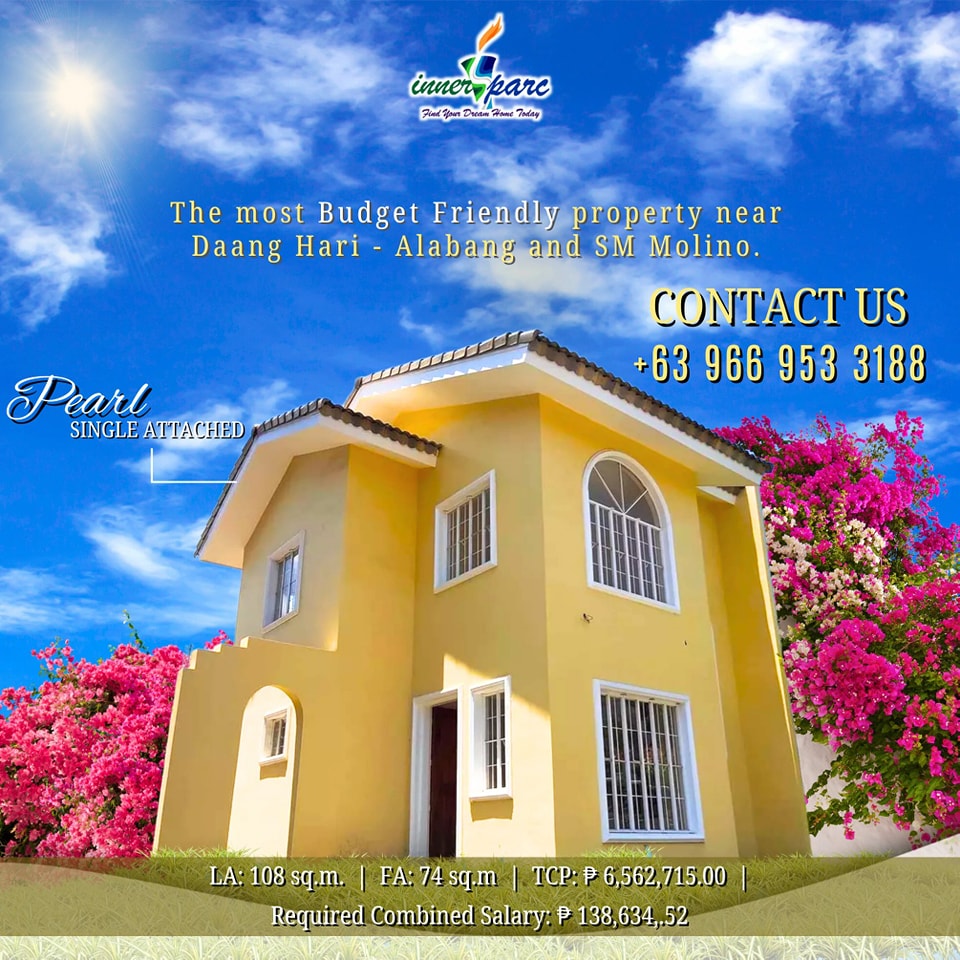 inner parc
Find Your Dream Home Today
The most Budget Friendly property near
Daang Hari - Alabang and SM Molino.
CONTACT US
+63 966 953 3188
Pearl
SINGLE ATTACHED
LA: 108 sq.m. | FA: 74 sq.m | TCP: ₱ 6,562,715.00 |
Required Combined Salary: ₱ 138,634,.52